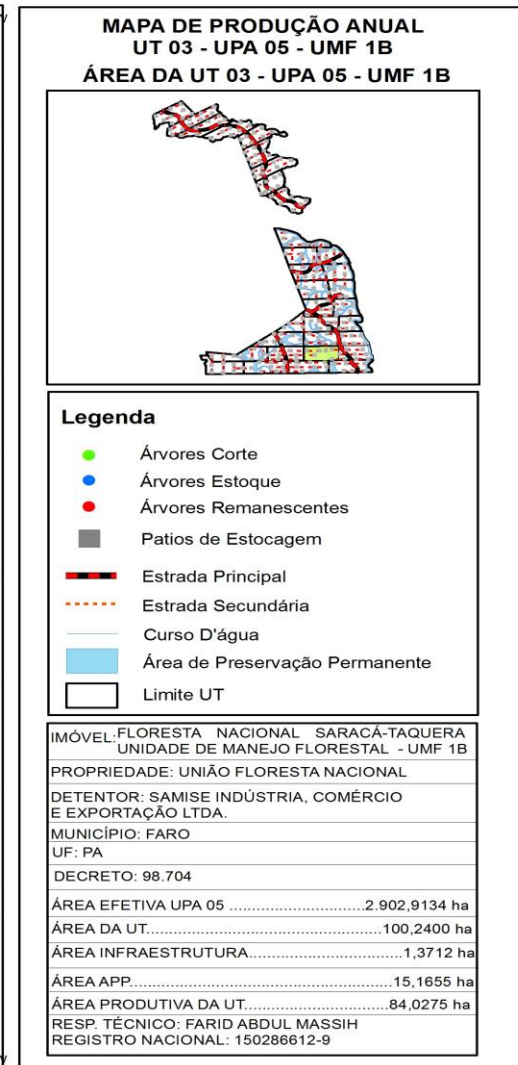 MAPA DE PRODUÇÃO ANUAL
UT 03 - UPA 05 - UMF 1B
ÁREA DA UT 03 - UPA 05 - UMF 1B
Legenda
Árvores Corte
Árvores Estoque
Árvores Remanescentes
Patios de Estocagem
Estrada Principal
Estrada Secundária
Curso D'água
Área de Preservação Permanente
Limite UT
IMÓVEL: FLORESTA NACIONAL SARACÁ-TAQUERA
UNIDADE DE MANEJO FLORESTAL - UMF 1B
PROPRIEDADE: UNIÃO FLORESTA NACIONAL
DETENTOR: SAMISE INDÚSTRIA, COMÉRCIO
E EXPORTAÇÃO LTDA.
MUNICÍPIO: FARO
UF: PA
DECRETO: 98.704
ÁREA EFETIVA UPA 05 ............................2.902,9134 ha
ÁREA DA UT.................................................100,2400 ha
ÁREA INFRAESTRUTURA...............................1,3712 ha
ÁREA APP......................................................15,1655 ha
ÁREA PRODUTIVA DA UT..............................84,0275 ha
RESP. TÉCNICO: FARID ABDUL MASSIH
REGISTRO NACIONAL: 150286612-9